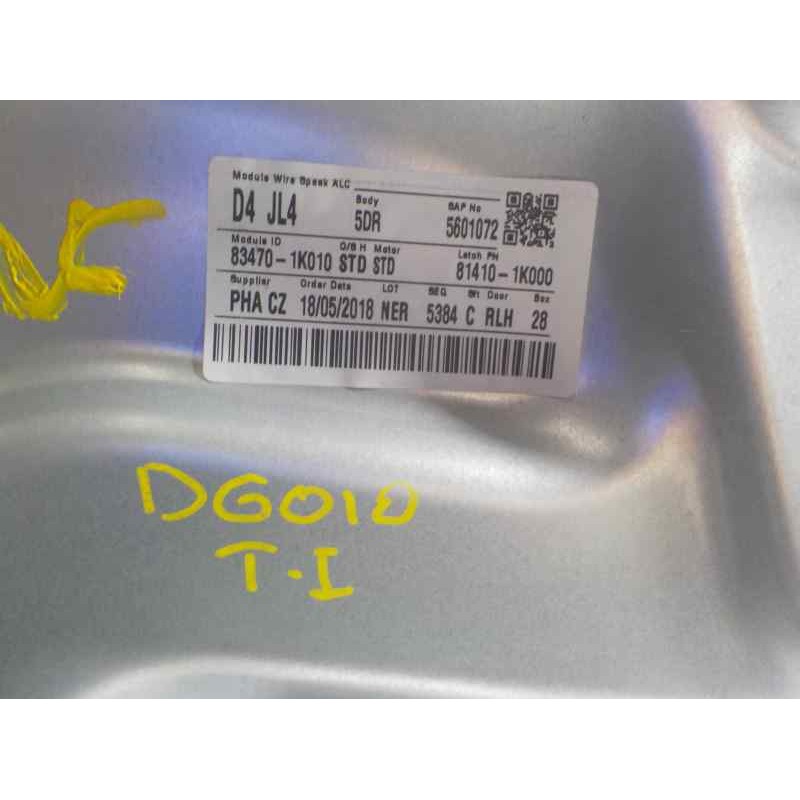 Module Wire Speak ALC
Body SAP No
D4 JL4 5DR 5601072
Module ID O/S H Motor Latch PN
83470-1K010 STD STD 81410-1K000
Supplier Order Date LOT SEQ SH Door Box
PHA CZ 18/05/2018 NER 5384 C RLH 28
DG010
T-I